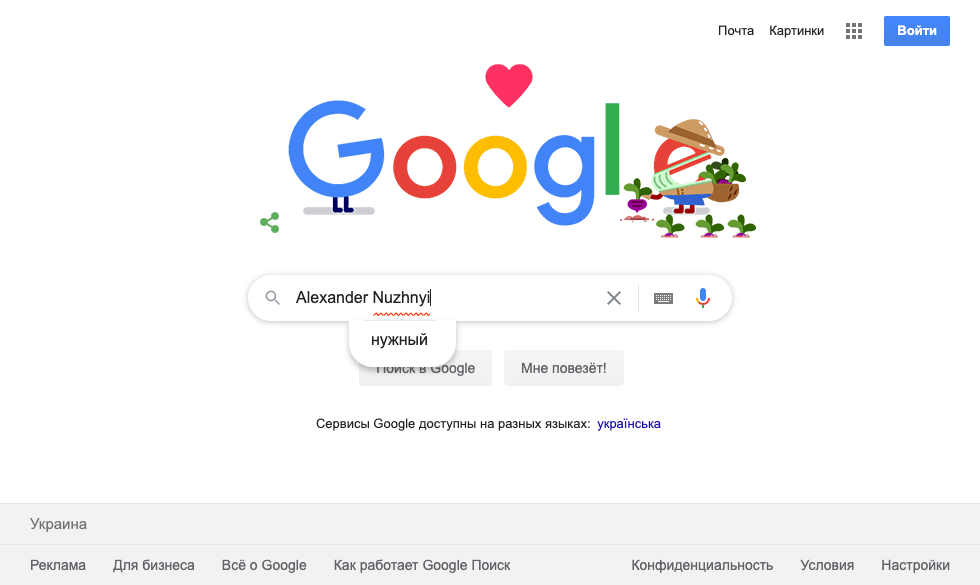 Почта Картинки Войти
Google
Alexander Nuzhnyi
нужный
Поиск в Google Мне повезёт!
Сервисы Google доступны на разных языках: українська
Украина
Реклама Для бизнеса Всё о Google Как работает Google Поиск Конфиденциальность Условия Настройки